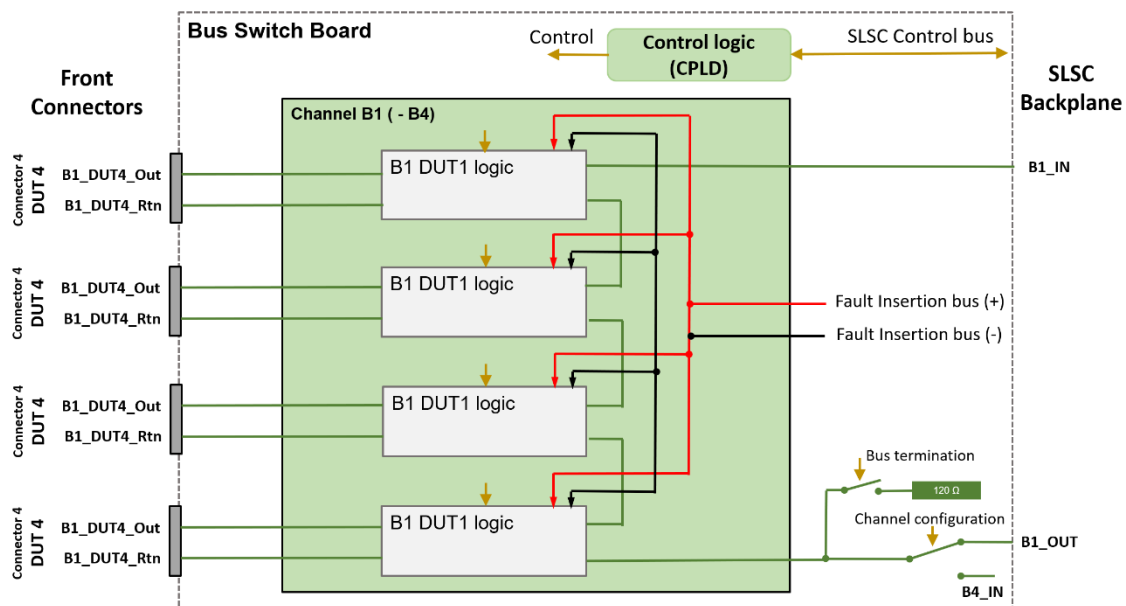 Bus Switch Board
Control
Control logic
(CPLD)
SLSC Control bus
Front
Connectors
SLSC
Backplane
Channel B1 ( - B4)
Connector 4
DUT 4
B1_DUT4_Out
B1_DUT4_Rtn
B1 DUT1 logic
B1_IN
Connector 4
DUT 4
B1_DUT4_Out
B1_DUT4_Rtn
B1 DUT1 logic
Fault Insertion bus (+)
Fault Insertion bus (-)
Connector 4
DUT 4
B1_DUT4_Out
B1_DUT4_Rtn
B1 DUT1 logic
Bus termination
120 Ω
Connector 4
DUT 4
B1_DUT4_Out
B1_DUT4_Rtn
B1 DUT1 logic
Channel configuration
B1_OUT
B4_IN